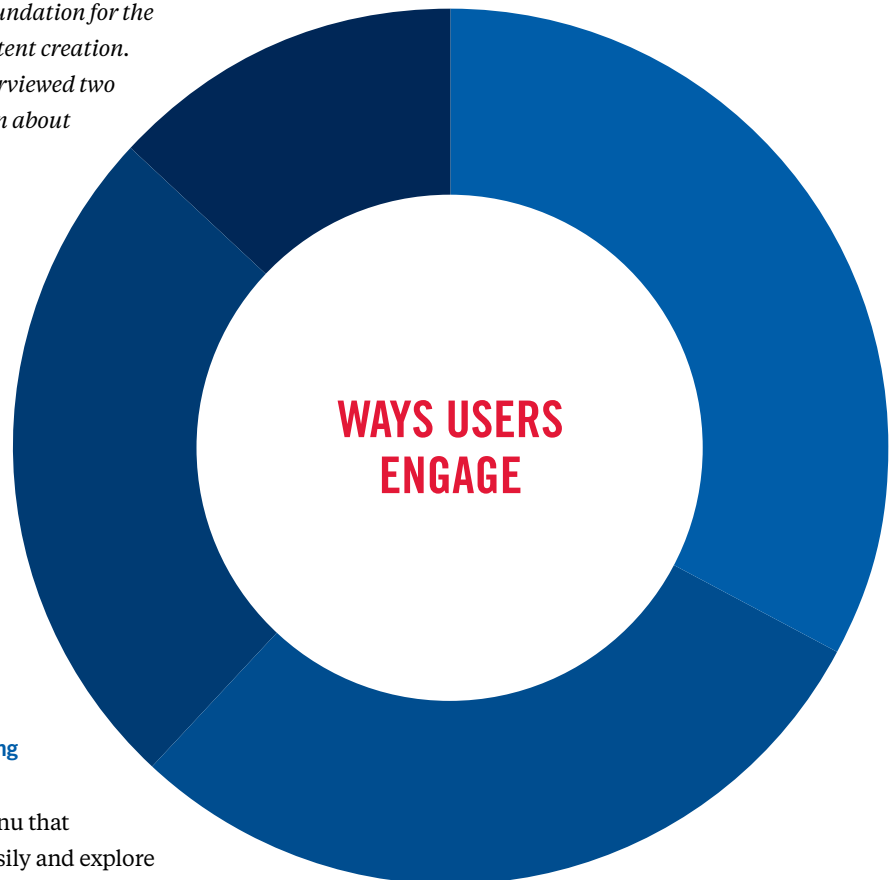 undation for the
tent creation.
rviewed two
n about
WAYS USERS
ENGAGE
ng
nu that
sily and explore